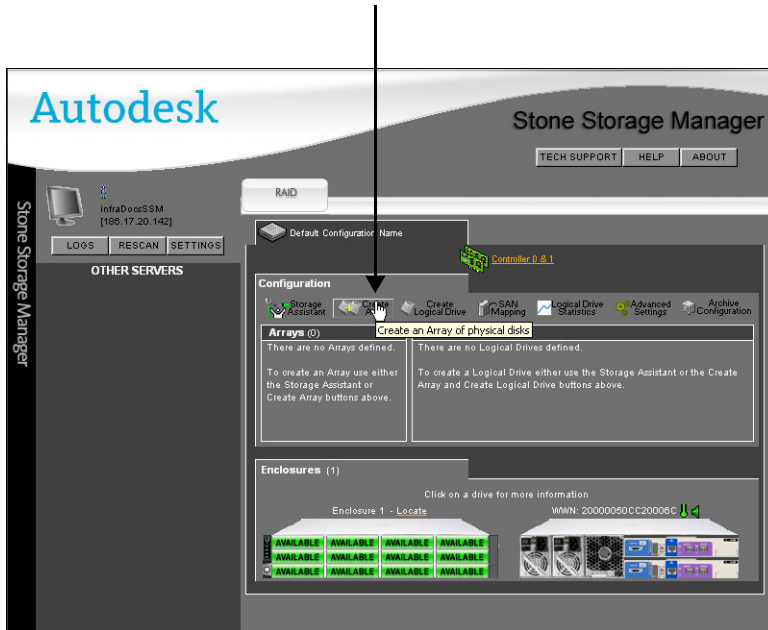 Autodesk
Stone Storage Manager
TECH SUPPORT HELP ABOUT
Stone Storage Manager
infraDocsSSM
[186.17.20.142]
LOGS RESCAN SETTINGS
OTHER SERVERS
RAID
Default Configuration Name
Controller 0 & 1
Configuration
Storage Assistant
Create
Create Logical Drive
SAN Mapping
Logical Drive Statistics
Advanced Settings
Archive Configuration
Create an Array of physical disks
Arrays (0)
There are no Arrays defined.
To create an Array use either
the Storage Assistant or
Create Array buttons above.
There are no Logical Drives defined.
To create a Logical Drive either use the Storage Assistant or the Create
Array and Create Logical Drive buttons above.
Enclosures (1)
Click on a drive for more information
Enclosure 1 - Locate
WWN: 20000050CC20006C
AVAILABLE AVAILABLE AVAILABLE AVAILABLE
AVAILABLE AVAILABLE AVAILABLE AVAILABLE
AVAILABLE AVAILABLE AVAILABLE AVAILABLE